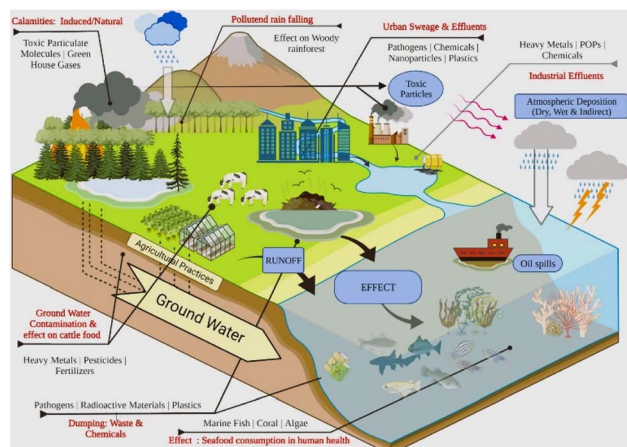 Calamities: Induced/Natural
Toxic Particulate
Molecules | Green
House Gases
Pollutend rain falling
Effect on Woody
rainforest
Urban Sweage & Effluents
Pathogens | Chemicals |
Nanoparticles | Plastics
Toxic
Particles
Heavy Metals | POPs |
Chemicals
Industrial Effluents
Atmospheric Deposition
(Dry, Wet & Indirect)
Agricultural Practices
RUNOFF
EFFECT
Oil spills
Ground Water
Ground Water
Contamination &
effect on cattle food
Heavy Metals | Pesticides |
Fertilizers
Pathogens | Radioactive Materials | Plastics
Dumping: Waste &
Chemicals
Marine Fish | Coral | Algae
Effect : Seafood consumption in human health